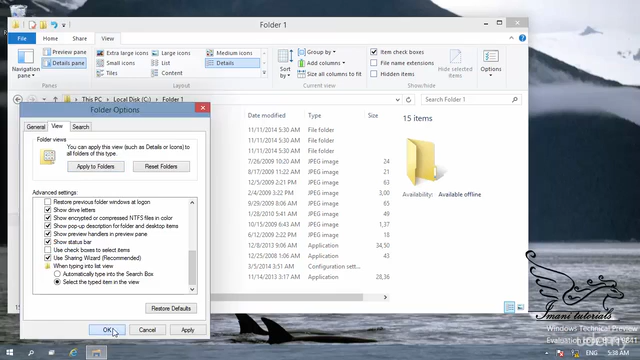 Folder 1
File
Home
Share
View
Navigation pane
Preview pane
Details pane
Extra large icons
Large icons
Medium icons
Small icons
List
Details
Tiles
Content
Sort by
Group by
Add columns
Size all columns to fit
Item check boxes
File name extensions
Hidden items
Hide selected items
Options
Panes
Layout
Current view
Show/hide
This PC
Local Disk (C:)
Folder 1
Search Folder 1
Folder Options
General
View
Search
Folder views
You can apply this view (such as Details or Icons) to
all folders of this type.
Apply to Folders
Reset Folders
Advanced settings:
Restore previous folder windows at logon
Show drive letters
Show encrypted or compressed NTFS files in color
Show pop-up description for folder and desktop items
Show preview handlers in preview pane
Show status bar
Use check boxes to select items
Use Sharing Wizard (Recommended)
When typing into list view
Automatically type into the Search Box
Select the typed item in the view
Restore Defaults
OK
Cancel
Apply
Date modified
Type
Size
11/11/2014 5:30 AM File folder
11/11/2014 5:30 AM File folder
11/11/2014 5:30 AM File folder
7/26/2009 10:20 AM JPEG image 24
8/17/2009 11:22 AM JPEG image 21
12/5/2009 2:21 PM JPEG image 63
2/4/2009 3:22 PM JPEG image
9/29/2009 8:06 AM JPEG image 65
1/28/2010 5:41 AM JPEG image 49
10/15/2009 6:43 AM JPEG image 1,37
6/12/2009 2:22 PM JPEG image 18
12/8/2013 9:06 AM Application 34,50
12/25/2008 1:06 AM Application 43
3/5/2014 3:51 AM Configuration sett...
11/14/2013 3:17 AM Application 28,36
15 items
Availability: Available offline
Imani tutorials
Windows Technical Preview
Evaluation copy. Build 9841
ENG
5:38 AM